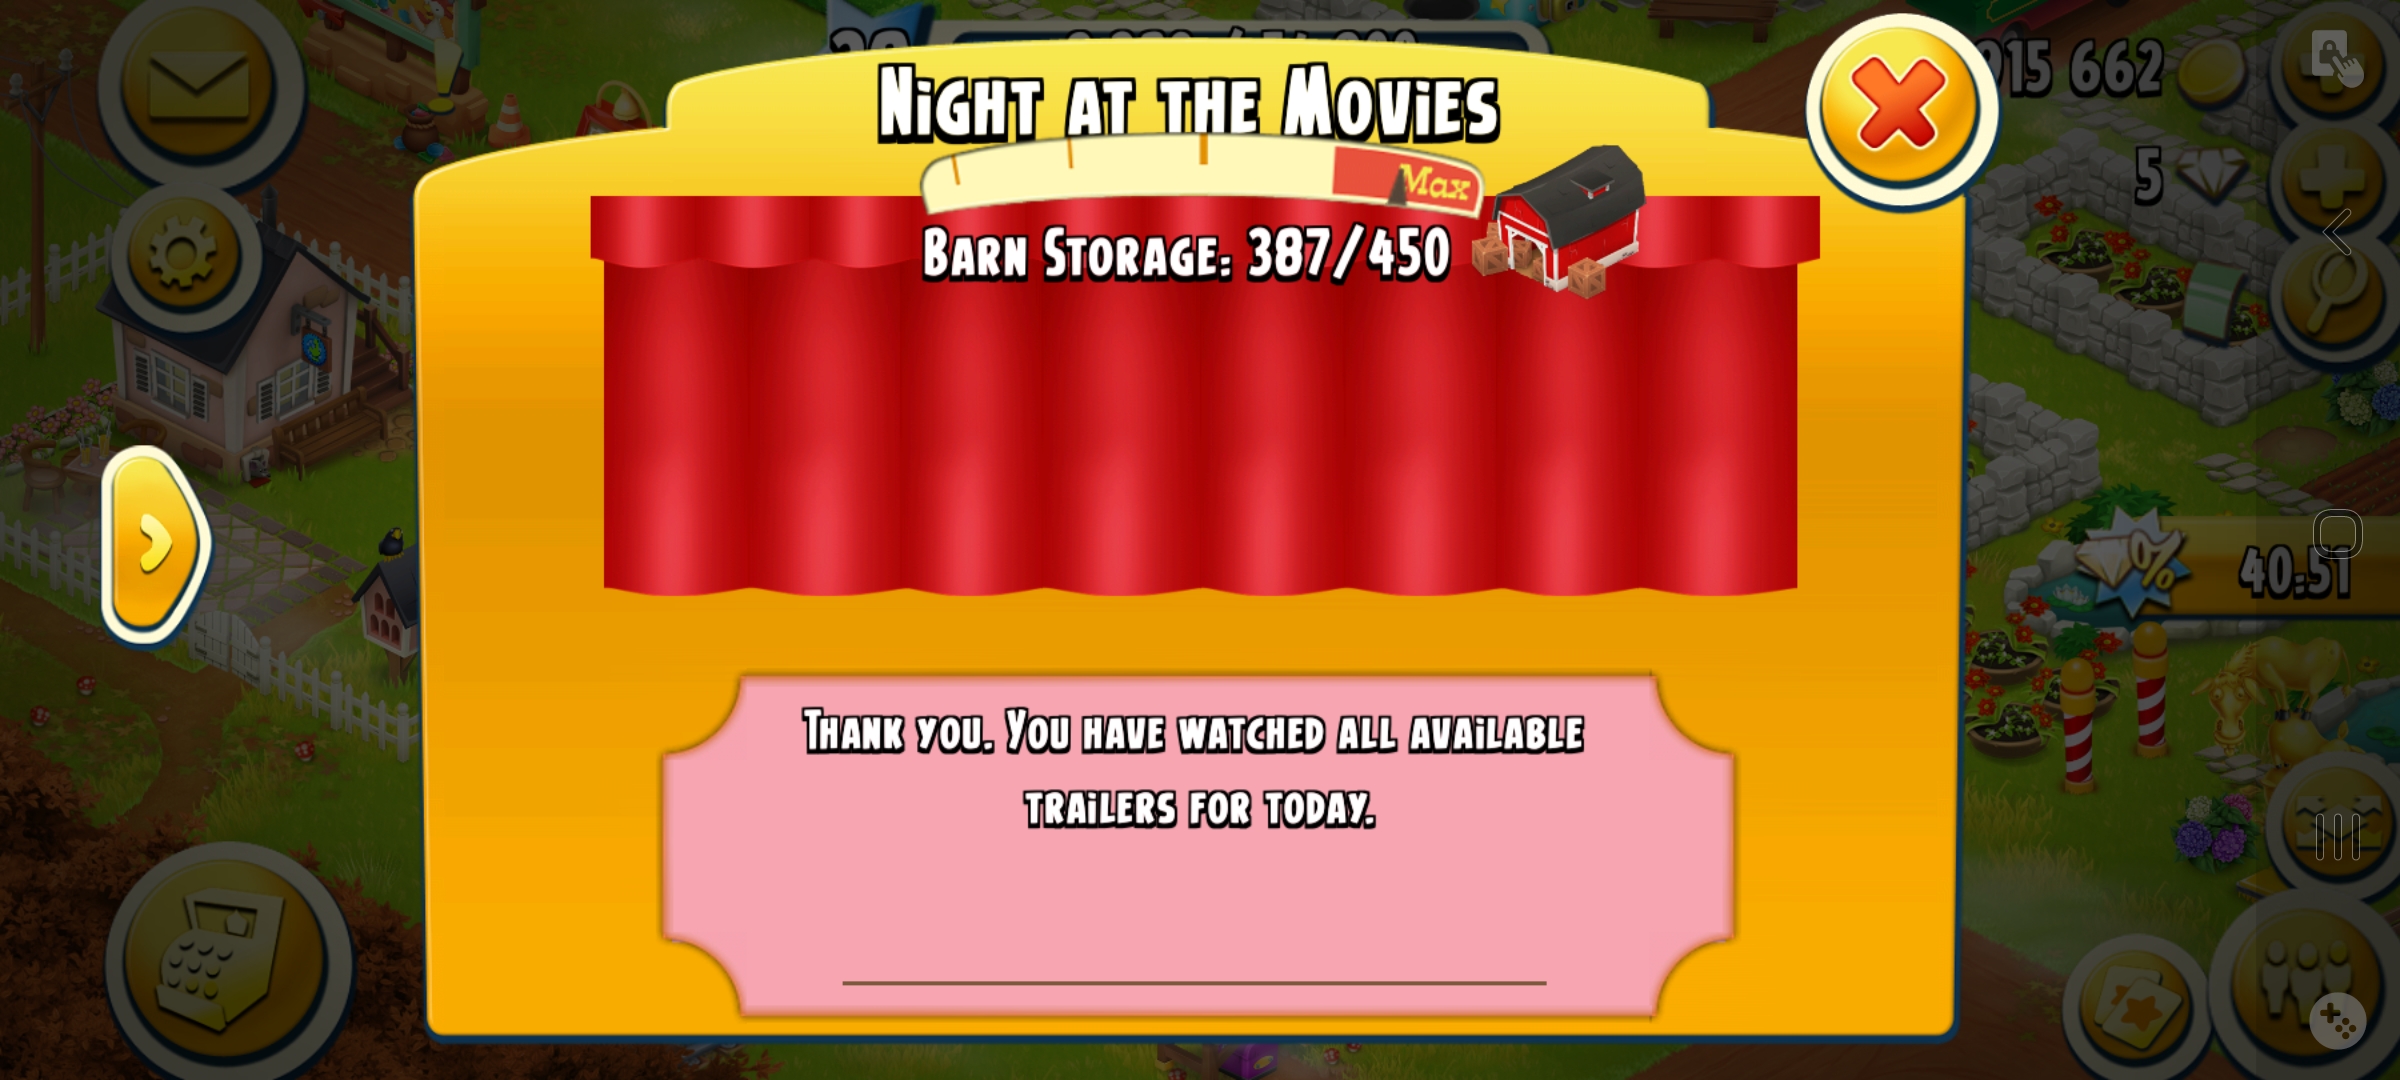 Night at the Movies
Max
915 662
Barn Storage: 387/450
5
%
40:51
Thank you. You have watched all available
trailers for today.